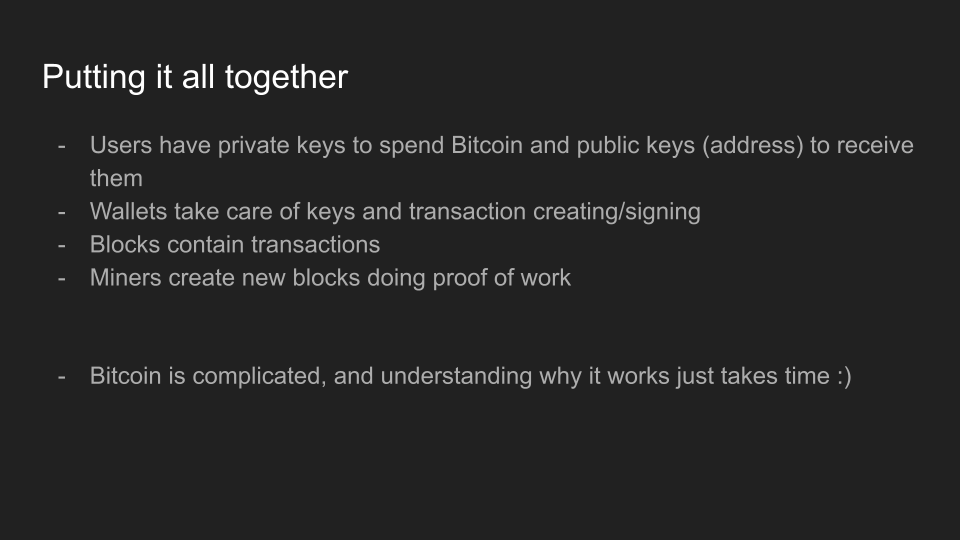 Putting it all together
- Users have private keys to spend Bitcoin and public keys (address) to receive
them
- Wallets take care of keys and transaction creating/signing
- Blocks contain transactions
- Miners create new blocks doing proof of work
- Bitcoin is complicated, and understanding why it works just takes time :)